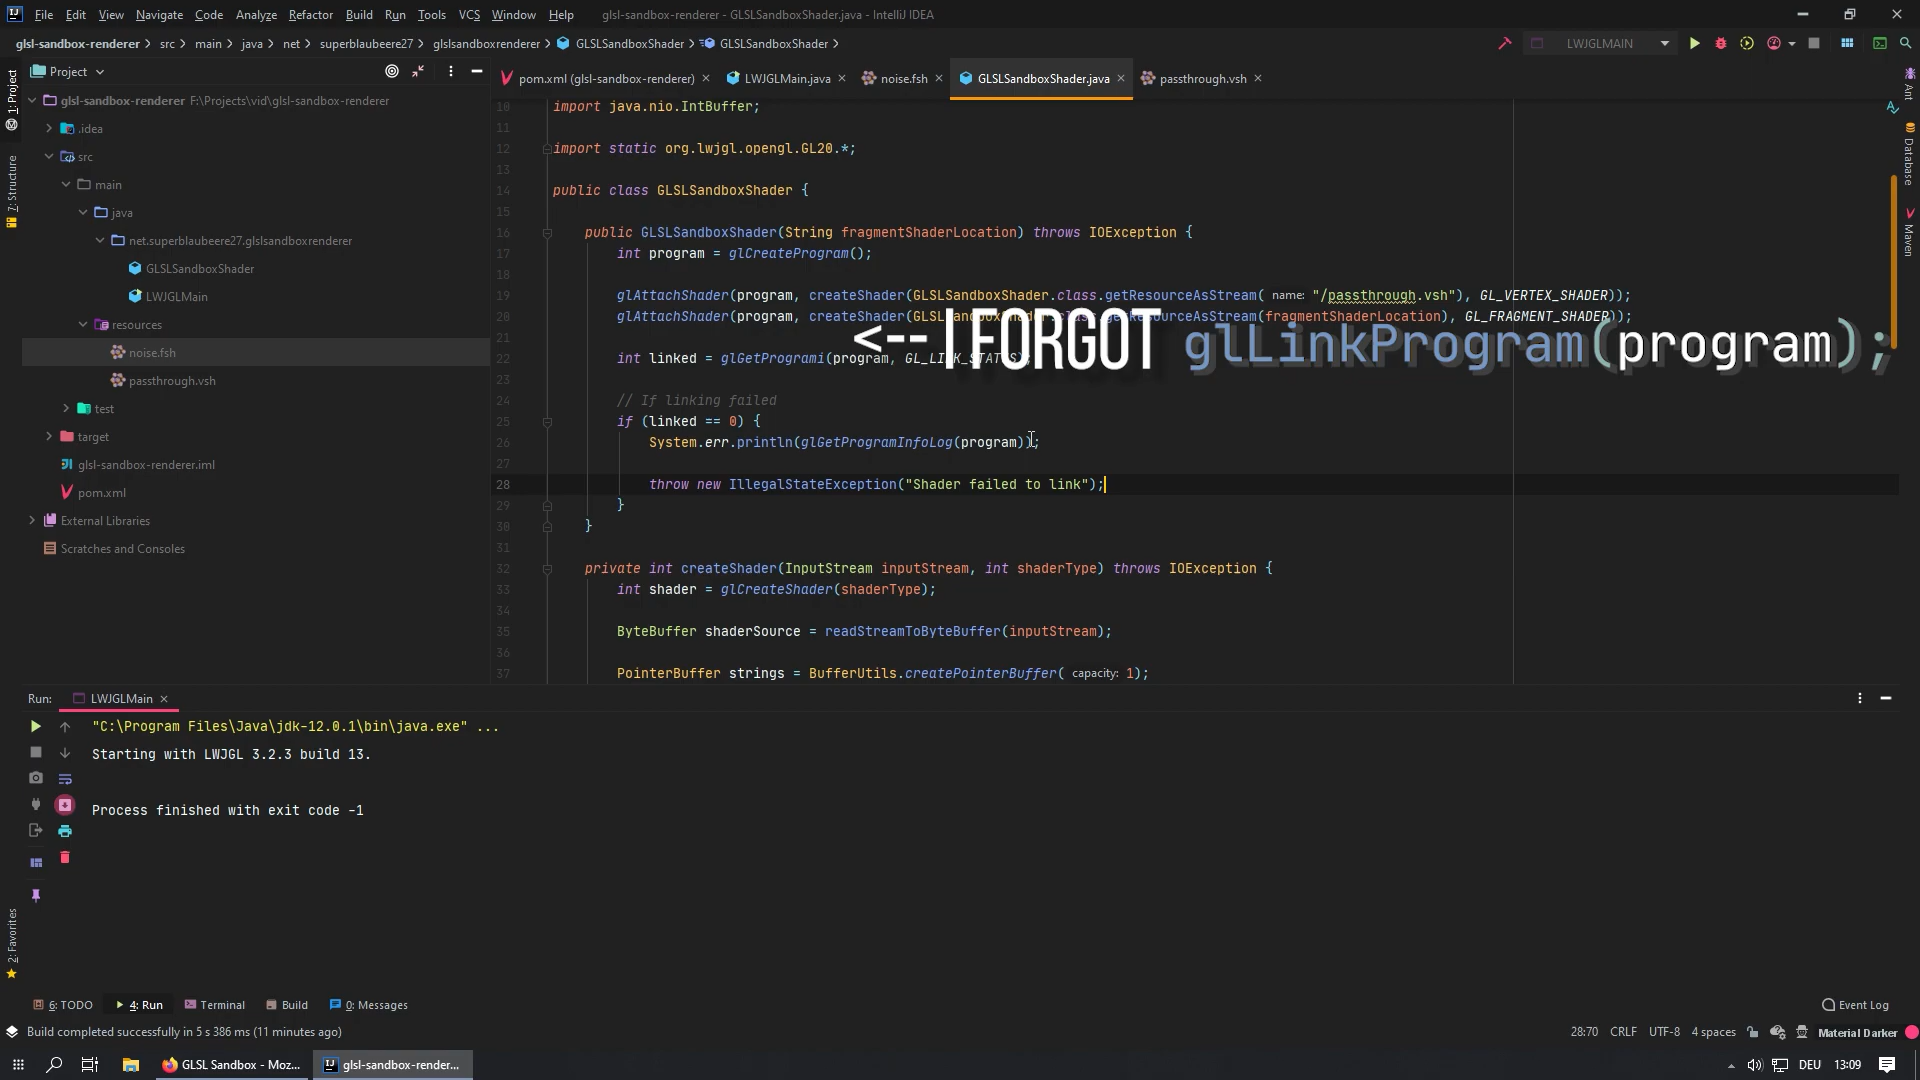 File Edit View Navigate Code Analyze Refactor Build Run Tools VCS Window Help glsl-sandbox-renderer - GLSLSandboxShader.java - IntelliJ IDEA
glsl-sandbox-renderer src main java net superblaubeere27 glslsandboxrenderer GLSLSandboxShader GLSLSandboxShader LWJGLMAIN
Project
pom.xml (glsl-sandbox-renderer) LWJGLMain.java noise.fsh GLSLSandboxShader.java passthrough.vsh
1: Project
7: Structure
2: Favorites
glsl-sandbox-renderer F:\Projects\vid\glsl-sandbox-renderer
.idea
src
main
java
net.superblaubeere27.glslsandboxrenderer
GLSLSandboxShader
LWJGLMain
resources
noise.fsh
passthrough.vsh
test
target
glsl-sandbox-renderer.iml
pom.xml
External Libraries
Scratches and Consoles
10 import java.nio.IntBuffer;
11
12 import static org.lwjgl.opengl.GL20.*;
13
14 public class GLSLSandboxShader {
15
16 public GLSLSandboxShader(String fragmentShaderLocation) throws IOException {
17 int program = glCreateProgram();
18
19 glAttachShader(program, createShader(GLSLSandboxShader.class.getResourceAsStream( name: "/passthrough.vsh"), GL_VERTEX_SHADER));
20 glAttachShader(program, createShader(GLSLSandboxShader.class.getResourceAsStream(fragmentShaderLocation), GL_FRAGMENT_SHADER));
21
<--I FORGOT glLinkProgram(program);
22 int linked = glGetProgrami(program, GL_LINK_STATUS);
23
24 // If linking failed
25 if (linked == 0) {
26 System.err.println(glGetProgramInfoLog(program));
27
28 throw new IllegalStateException("Shader failed to link");
29 }
30 }
31
32 private int createShader(InputStream inputStream, int shaderType) throws IOException {
33 int shader = glCreateShader(shaderType);
34
35 ByteBuffer shaderSource = readStreamToByteBuffer(inputStream);
36
37 PointerBuffer strings = BufferUtils.createPointerBuffer( capacity: 1);
Ant
Database
Maven
Run: LWJGLMain
"C:\Program Files\Java\jdk-12.0.1\bin\java.exe" ...
Starting with LWJGL 3.2.3 build 13.
Process finished with exit code -1
6: TODO 4: Run Terminal Build 0: Messages Event Log
Build completed successfully in 5 s 386 ms (11 minutes ago) 28:70 CRLF UTF-8 4 spaces Material Darker
GLSL Sandbox - Moz... glsl-sandbox-render... DEU 13:09